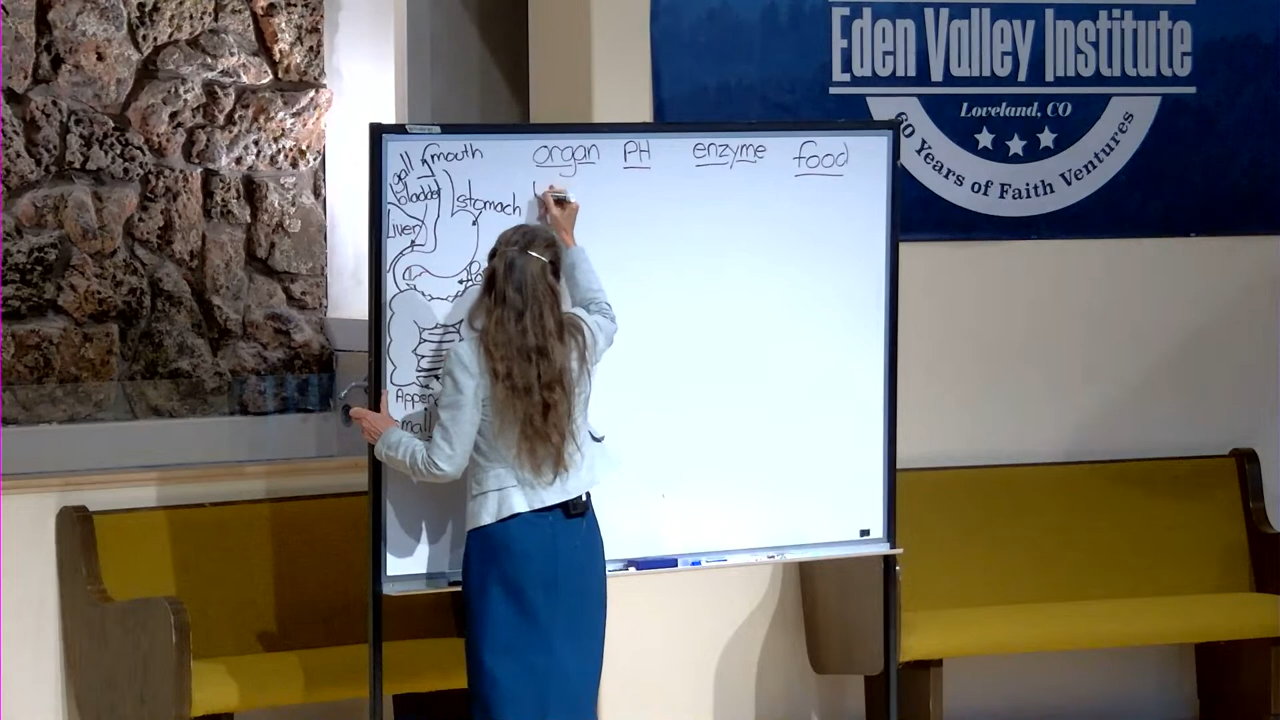 Eden Valley Institute
Loveland, CO
60 Years of Faith Ventures
mouth
organ PH enzyme food
gall
bladder
stomach
Liver